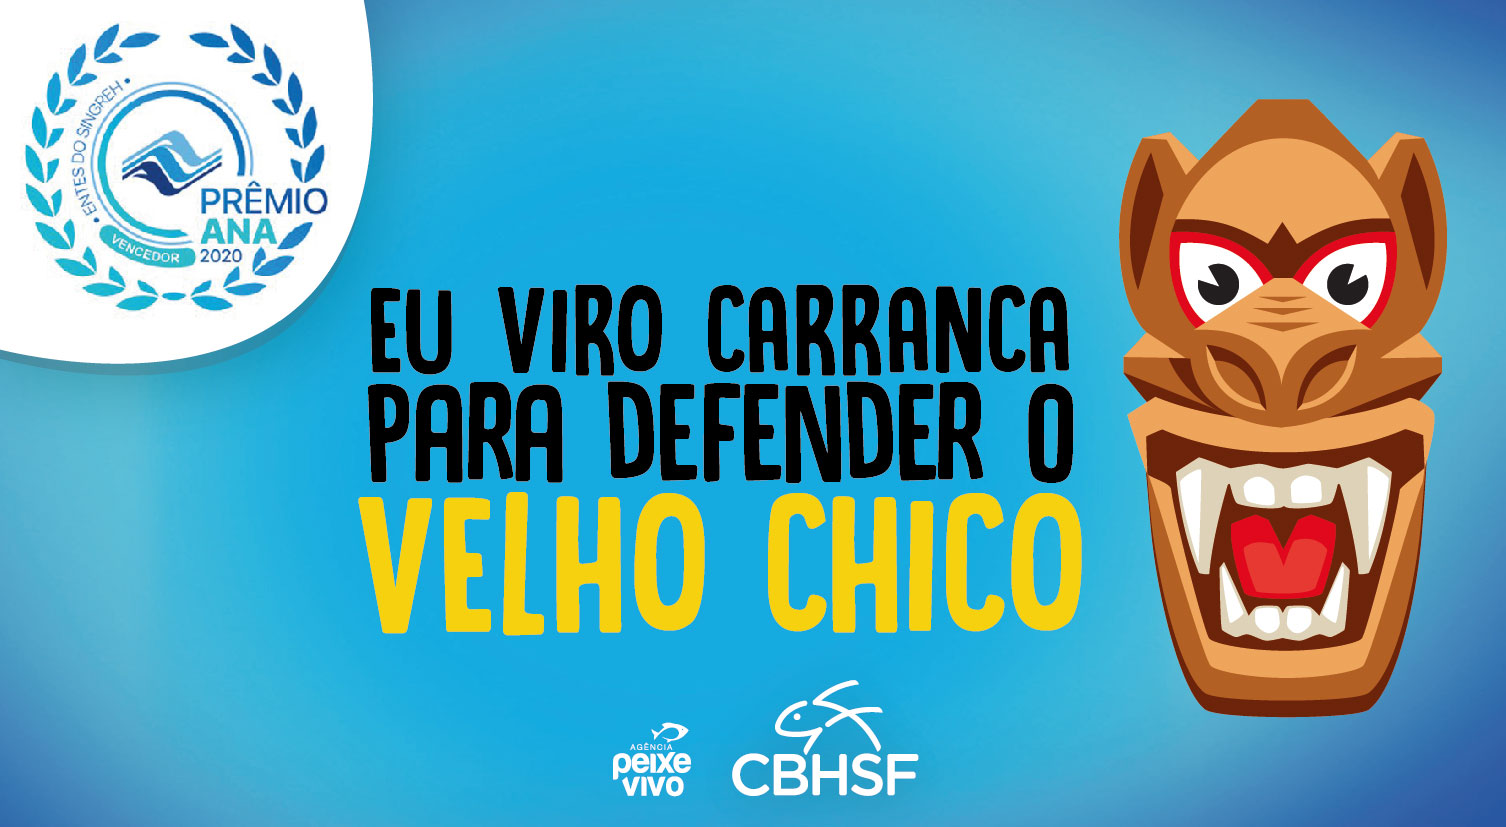 • ENTES DO SINGREH •
PRÊMIO
ANA
VENCEDOR
2020
EU VIRO CARRANCA
PARA DEFENDER O
VELHO CHICO
AGÊNCIA
peixe
vivo
CBHSF